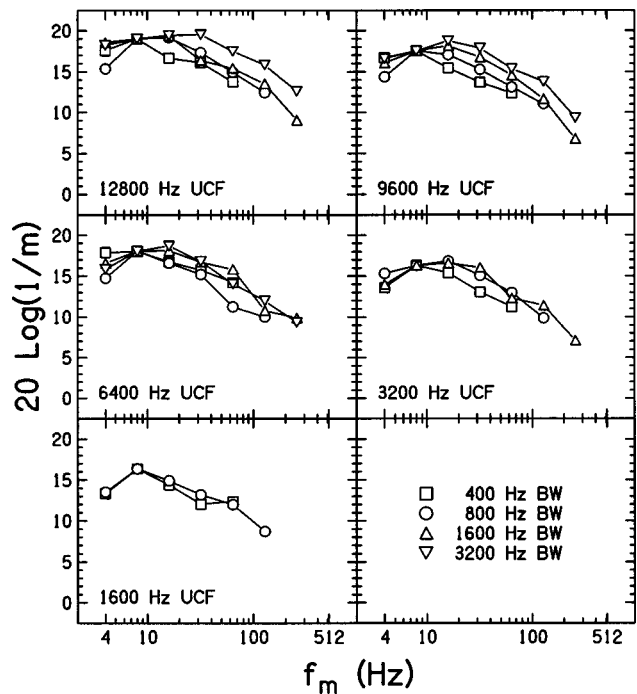 20
15
10
5
0
12800 Hz UCF
9600 Hz UCF
20
15
10
5
0
6400 Hz UCF
3200 Hz UCF
20
15
10
5
0
1600 Hz UCF
400 Hz BW
800 Hz BW
1600 Hz BW
3200 Hz BW
4 10 100 512
4 10 100 512
20 Log(1/m)
f_m (Hz)